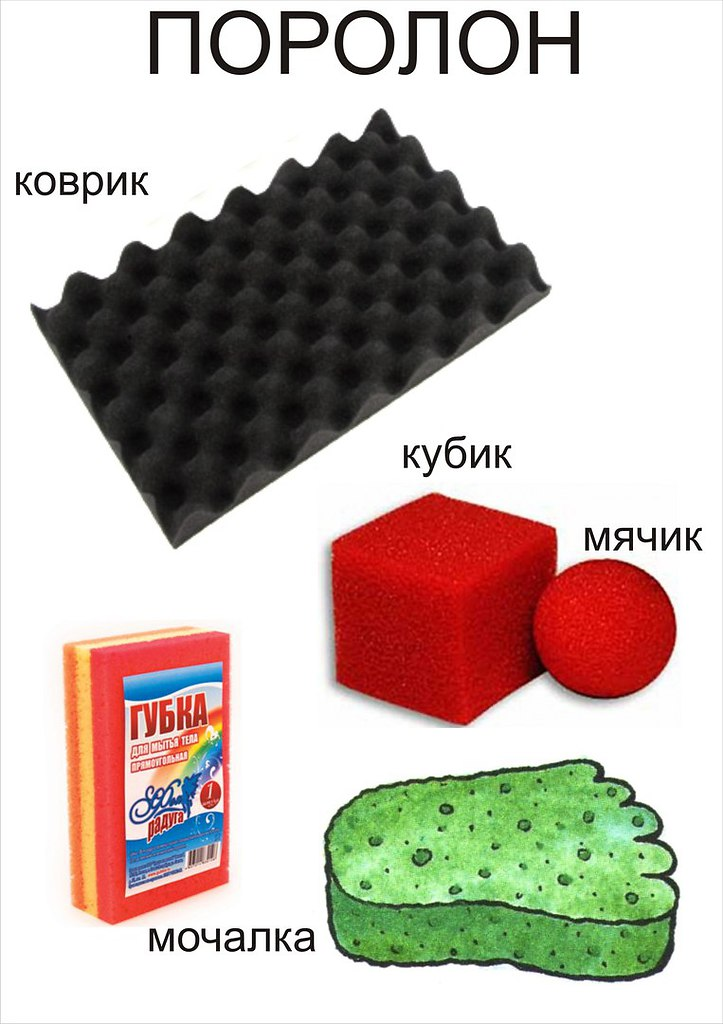 ПОРОЛОН
коврик
кубик
мячик
ГУБКА
ДЛЯ МЫТЬЯ ТЕЛА
ПРЯМОУГОЛЬНАЯ
радуга
1
мочалка